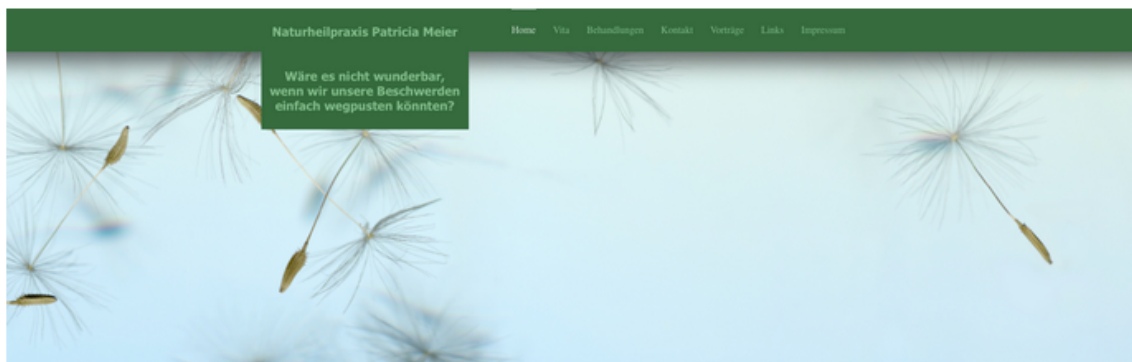 Naturheilpraxis Patricia Meier
Home Vita Behandlungen Kontakt Vorträge Links Impressum
Wäre es nicht wunderbar,
wenn wir unsere Beschwerden
einfach wegpusten könnten?